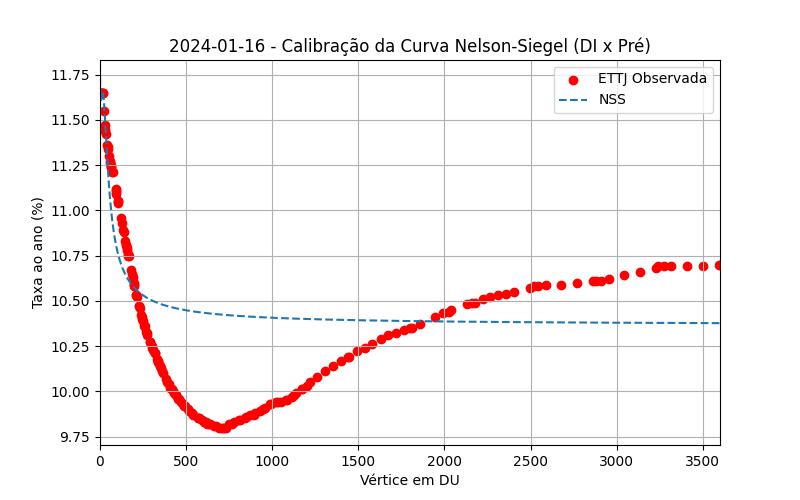 2024-01-16 - Calibração da Curva Nelson-Siegel (DI x Pré)
ETTJ Observada
NSS
Taxa ao ano (%)
11.75
11.50
11.25
11.00
10.75
10.50
10.25
10.00
9.75
0 500 1000 1500 2000 2500 3000 3500
Vértice em DU